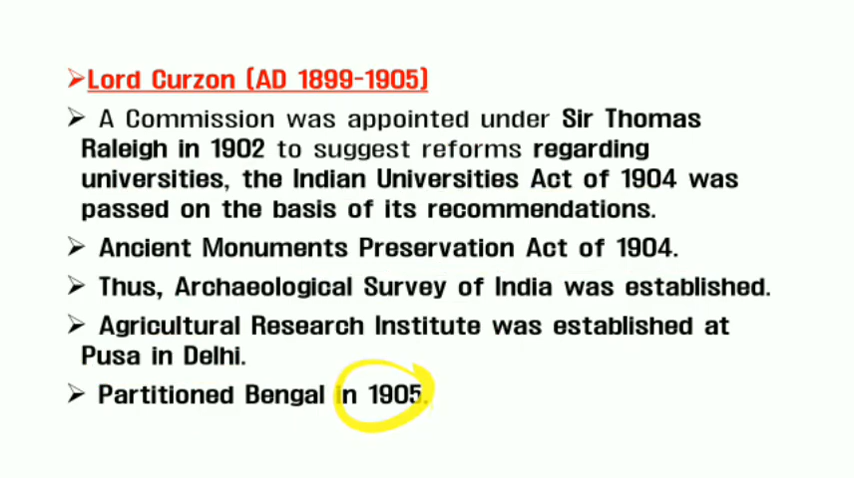 ➢Lord Curzon (AD 1899-1905)
➢ A Commission was appointed under Sir Thomas
Raleigh in 1902 to suggest reforms regarding
universities, the Indian Universities Act of 1904 was
passed on the basis of its recommendations.
➢ Ancient Monuments Preservation Act of 1904.
➢ Thus, Archaeological Survey of India was established.
➢ Agricultural Research Institute was established at
Pusa in Delhi.
➢ Partitioned Bengal in 1905.